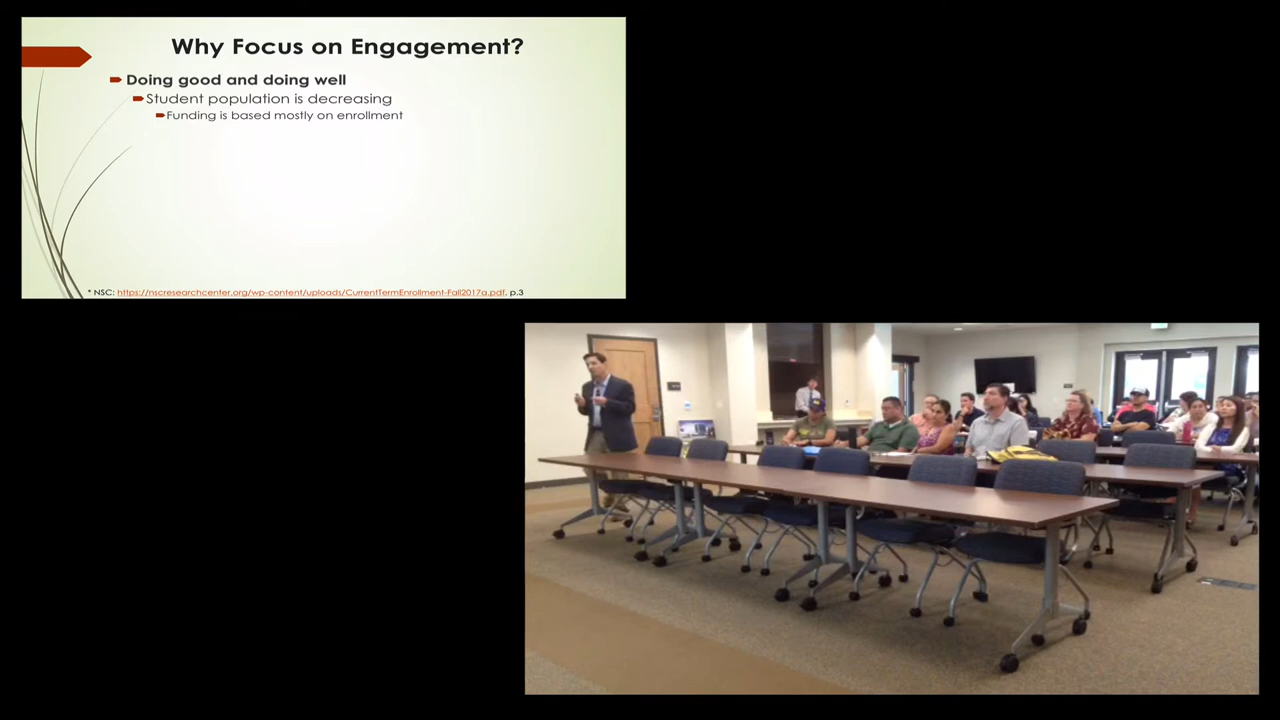 Why Focus on Engagement?
Doing good and doing well
Student population is decreasing
Funding is based mostly on enrollment
* NSC: https://nscresearchcenter.org/wp-content/uploads/CurrentTermEnrollment-Fall2017a.pdf, p.3